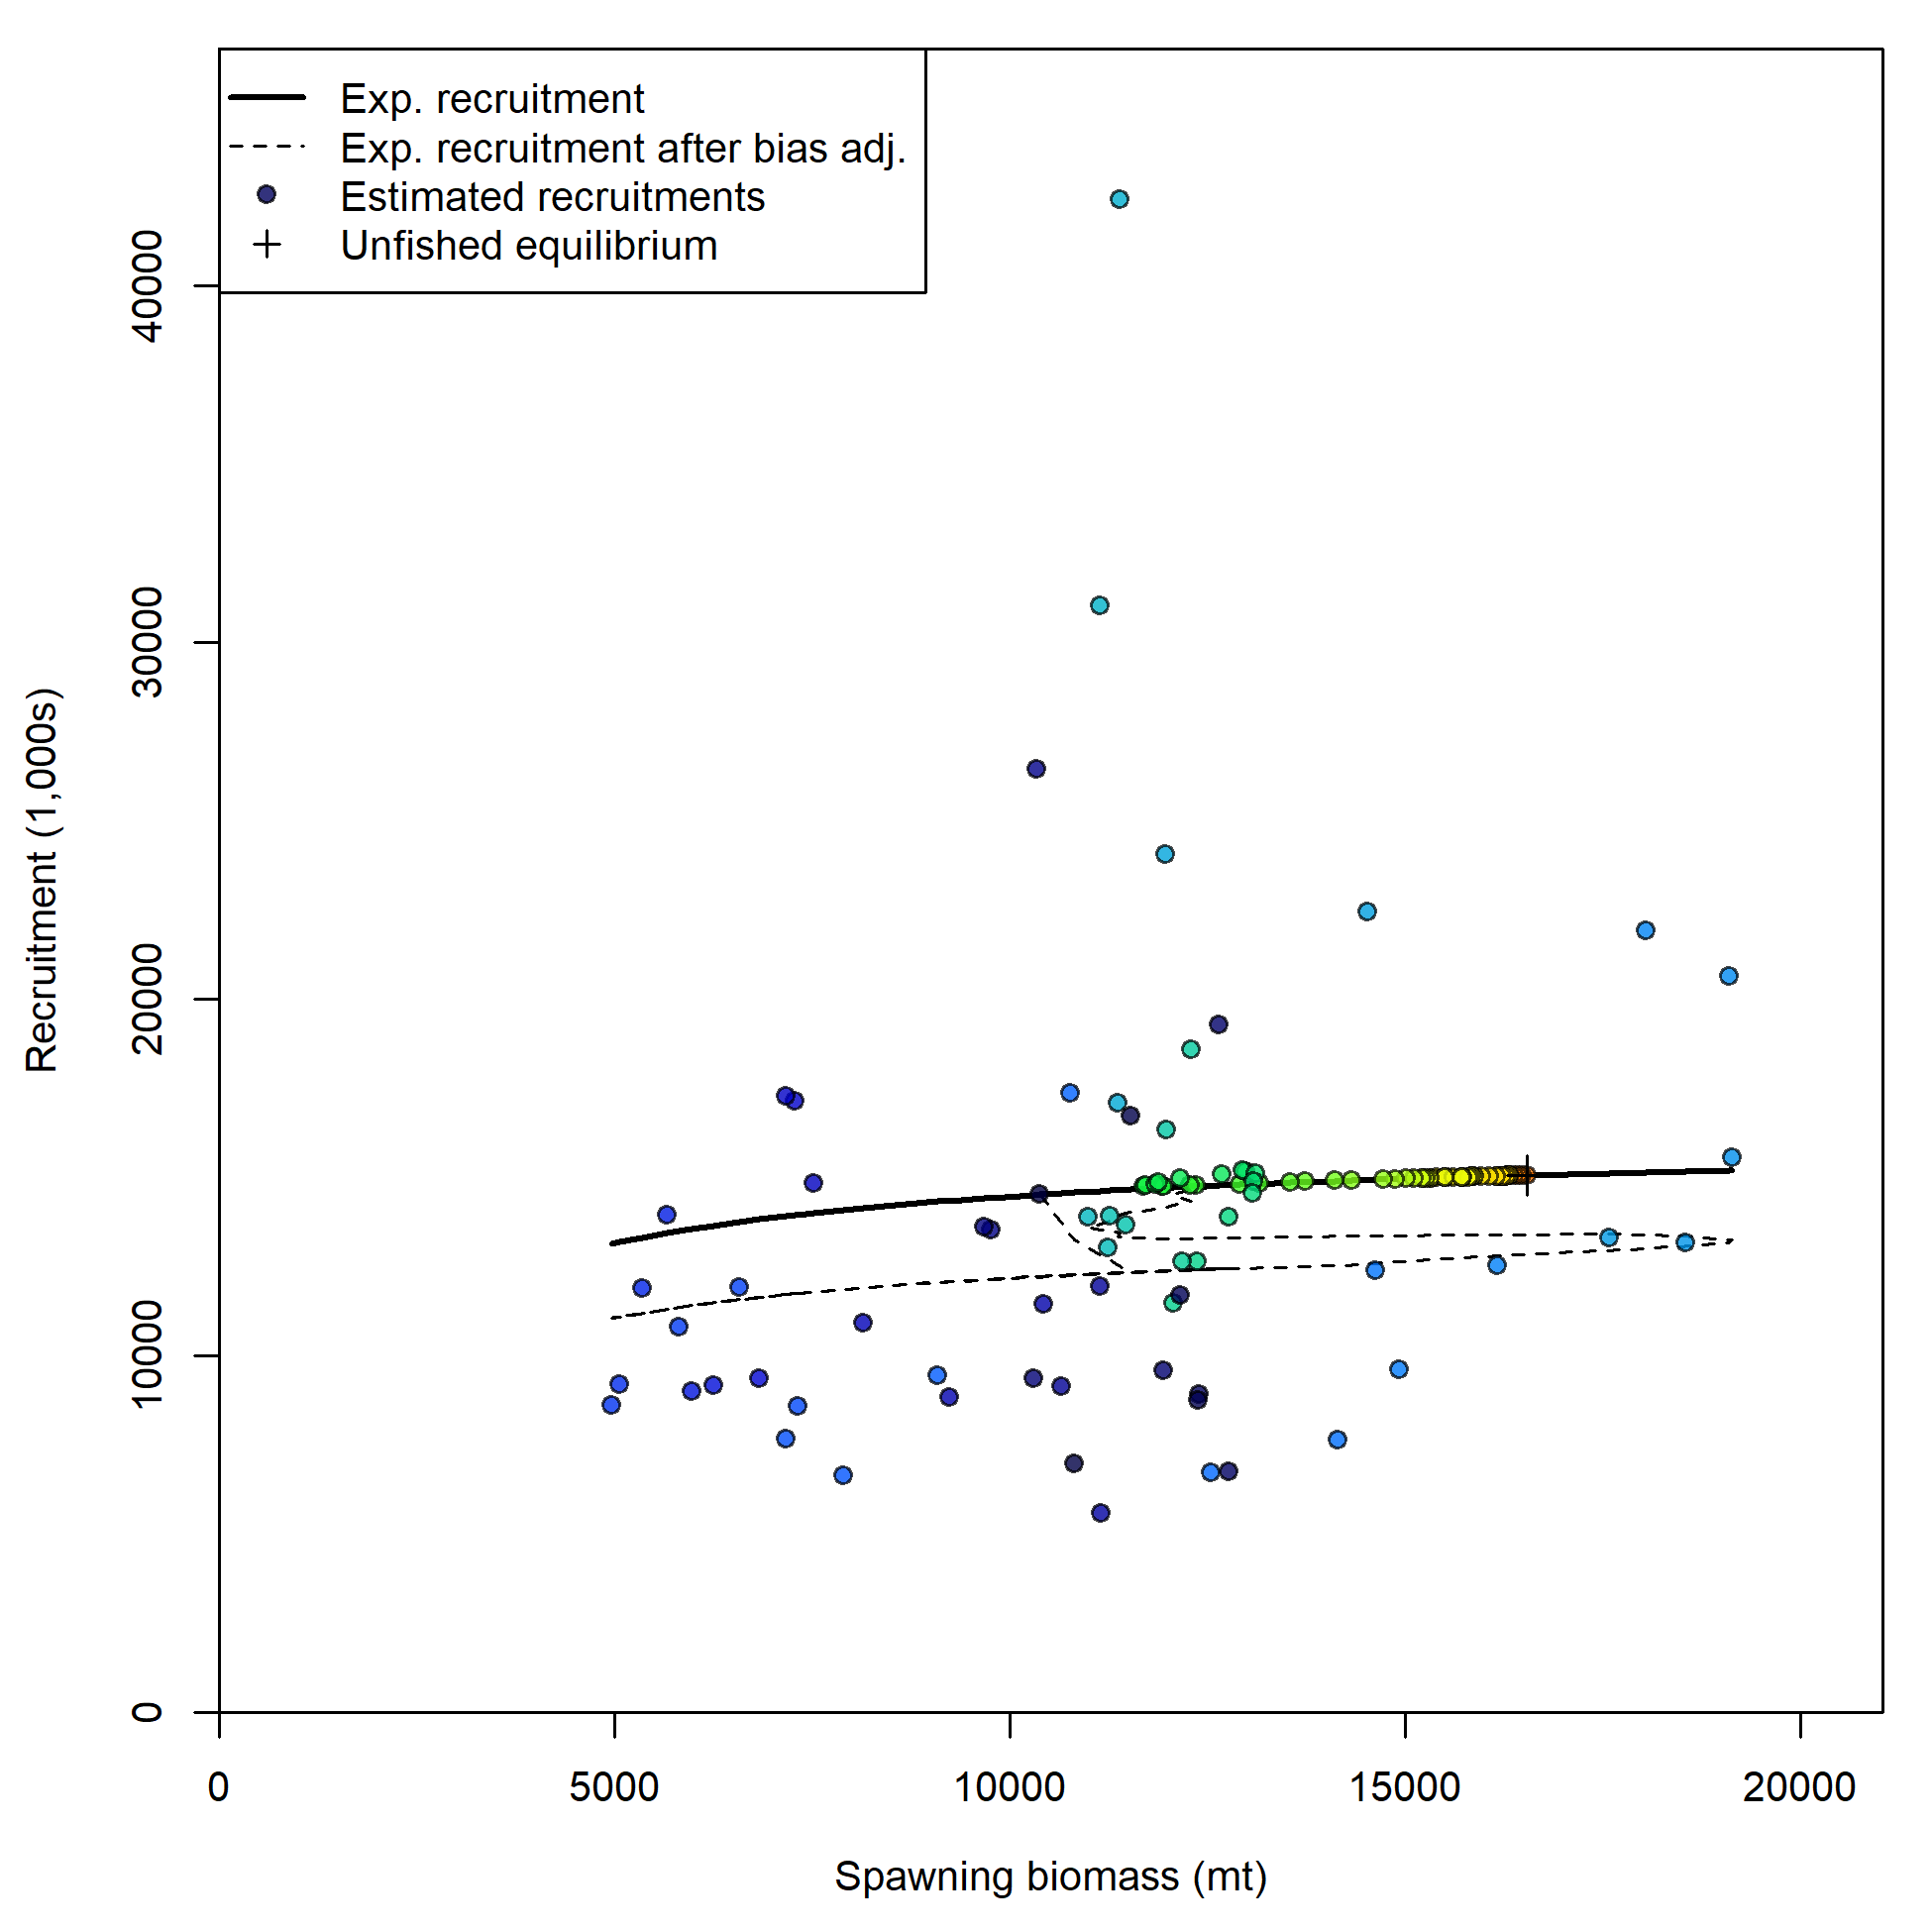 Exp. recruitment
Exp. recruitment after bias adj.
Estimated recruitments
Unfished equilibrium
Recruitment (1,000s)
40000
30000
20000
10000
0
0 5000 10000 15000 20000
Spawning biomass (mt)